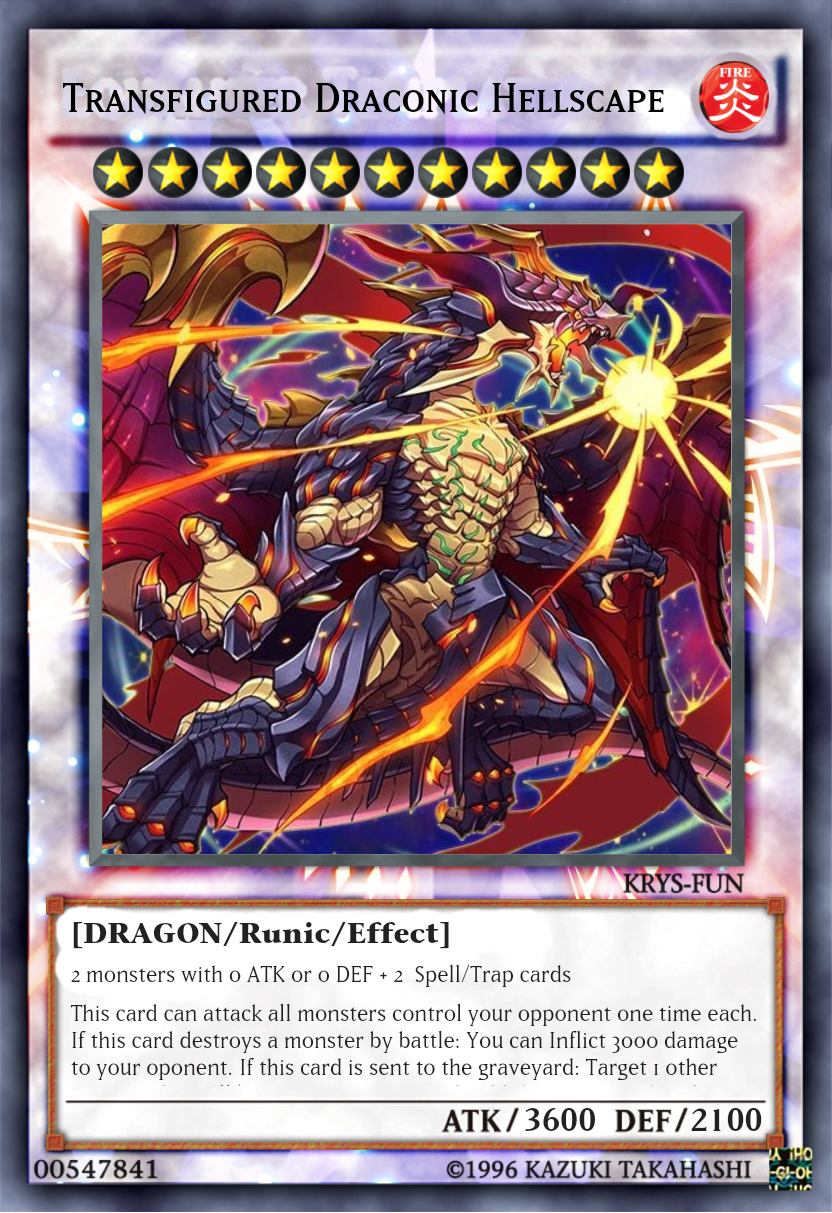 Transfigured Draconic Hellscape
FIRE
炎
KRYS-FUN
[DRAGON/Runic/Effect]
2 monsters with 0 ATK or 0 DEF + 2 Spell/Trap cards
This card can attack all monsters control your opponent one time each.
If this card destroys a monster by battle: You can Inflict 3000 damage
to your oponent. If this card is sent to the graveyard: Target 1 other
ATK/3600 DEF/2100
00547841
©1996 KAZUKI TAKAHASHI